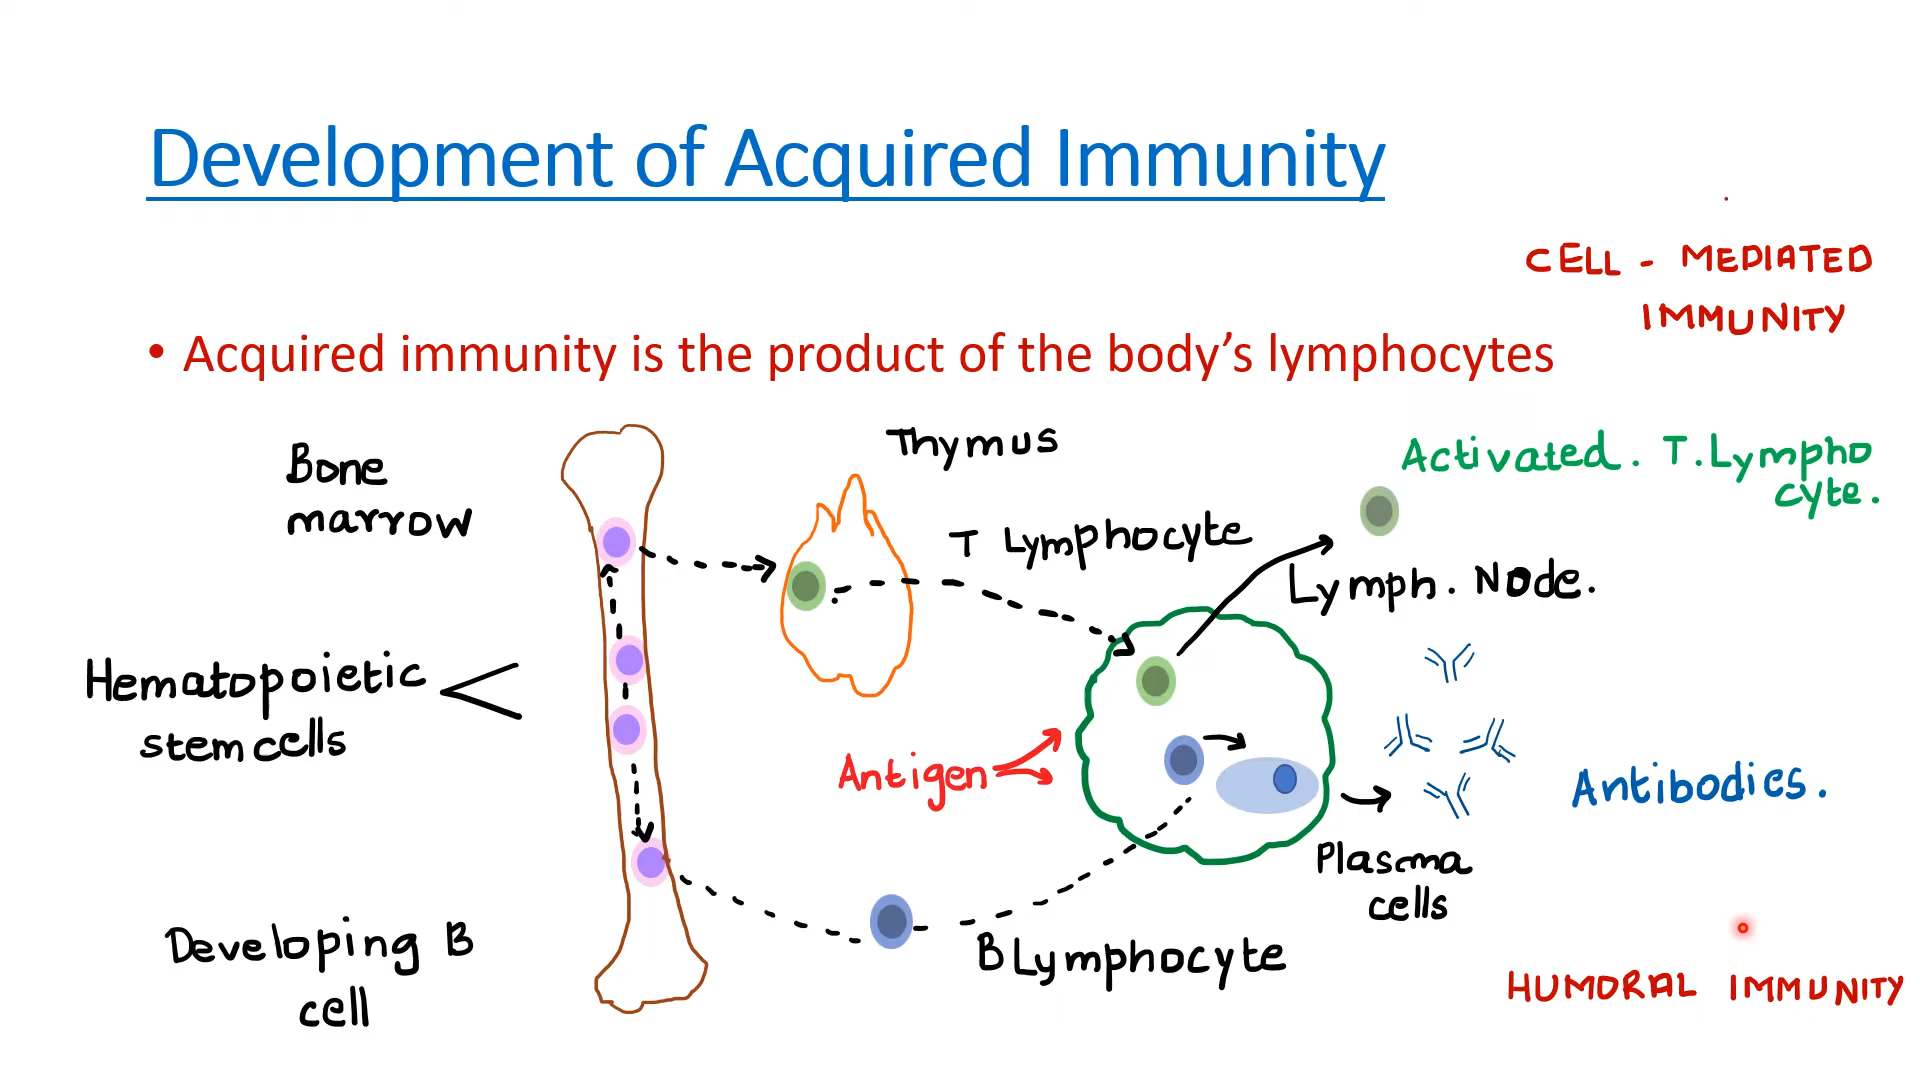 Development of Acquired Immunity
CELL - MEDIATED
IMMUNITY
• Acquired immunity is the product of the body’s lymphocytes
Bone
marrow
Thymus
Activated. T.Lympho
cyte.
T Lymphocyte
Lymph. Node.
Hematopoietic
stem cells
Antigen
Antibodies.
Plasma
cells
Developing B
cell
B Lymphocyte
HUMORAL IMMUNITY